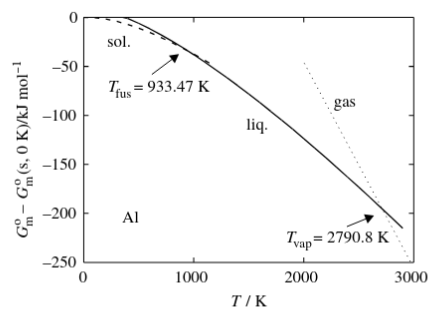 0
−50
−100
−150
−200
−250
G°m − G°m(s, 0 K)/kJ mol⁻¹
sol.
Tfus = 933.47 K
gas
liq.
Al
Tvap = 2790.8 K
0
1000
2000
3000
T / K